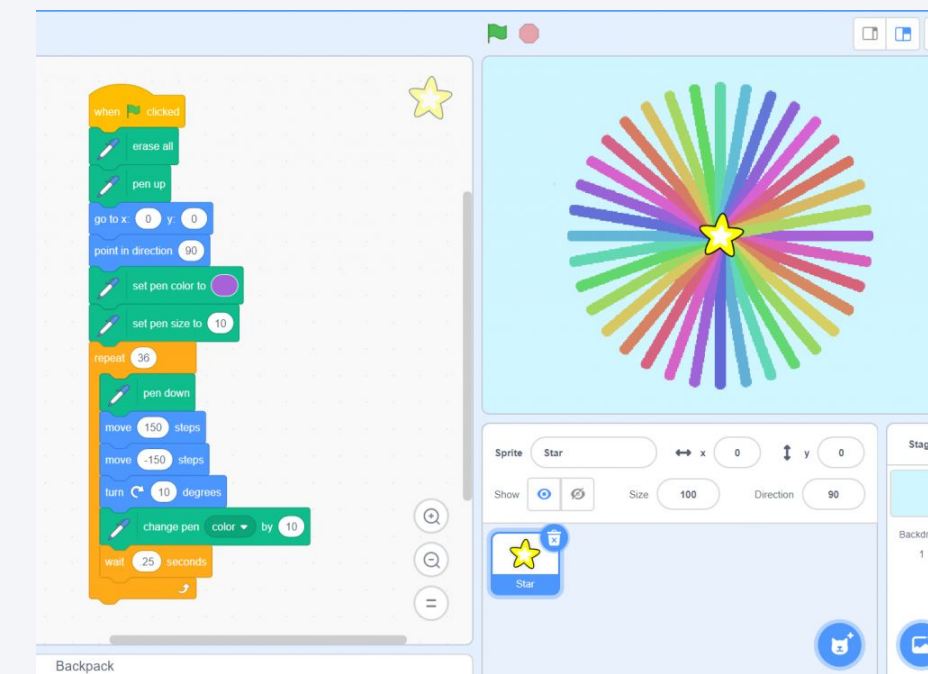 when clicked
erase all
pen up
go to x: 0 y: 0
point in direction 90
set pen color to
set pen size to 10
repeat 36
pen down
move 150 steps
move -150 steps
turn 10 degrees
change pen color by 10
wait .25 seconds
Backpack
Sprite Star x 0 y 0
Show Size 100 Direction 90
Star
Stag
Backdr
1